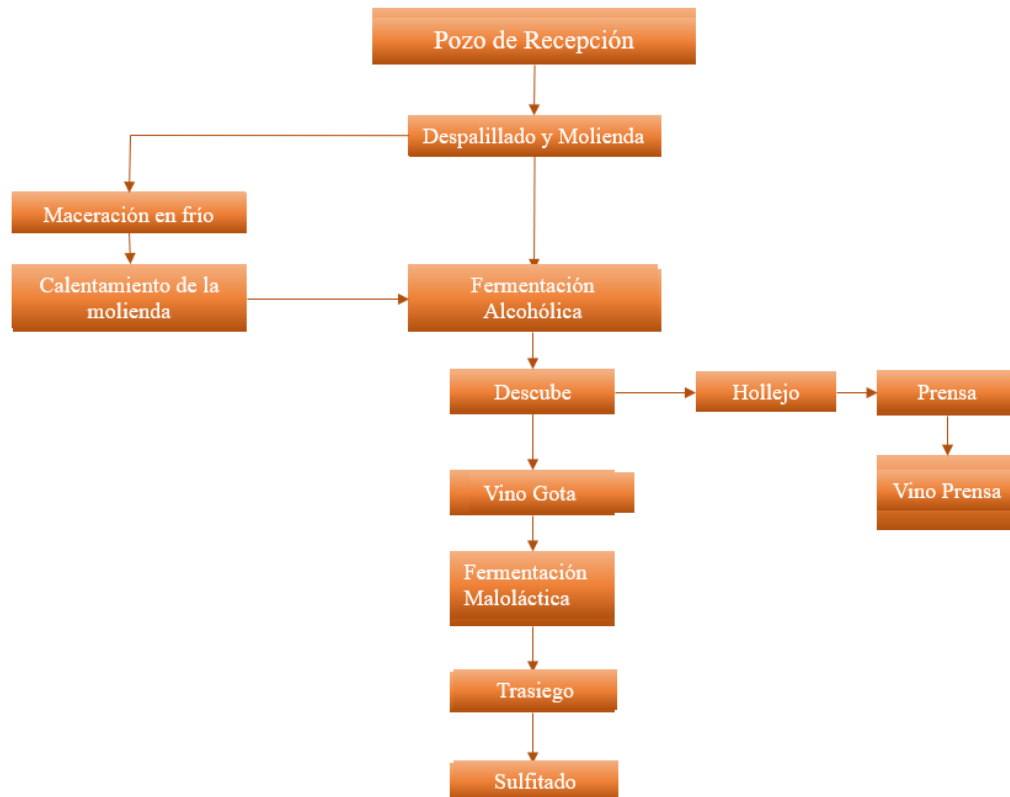 Pozo de Recepción
Despalillado y Molienda
Maceración en frío
Calentamiento de la
molienda
Fermentación
Alcohólica
Descube
Hollejo
Prensa
Vino Gota
Vino Prensa
Fermentación
Maloláctica
Trasiego
Sulfitado